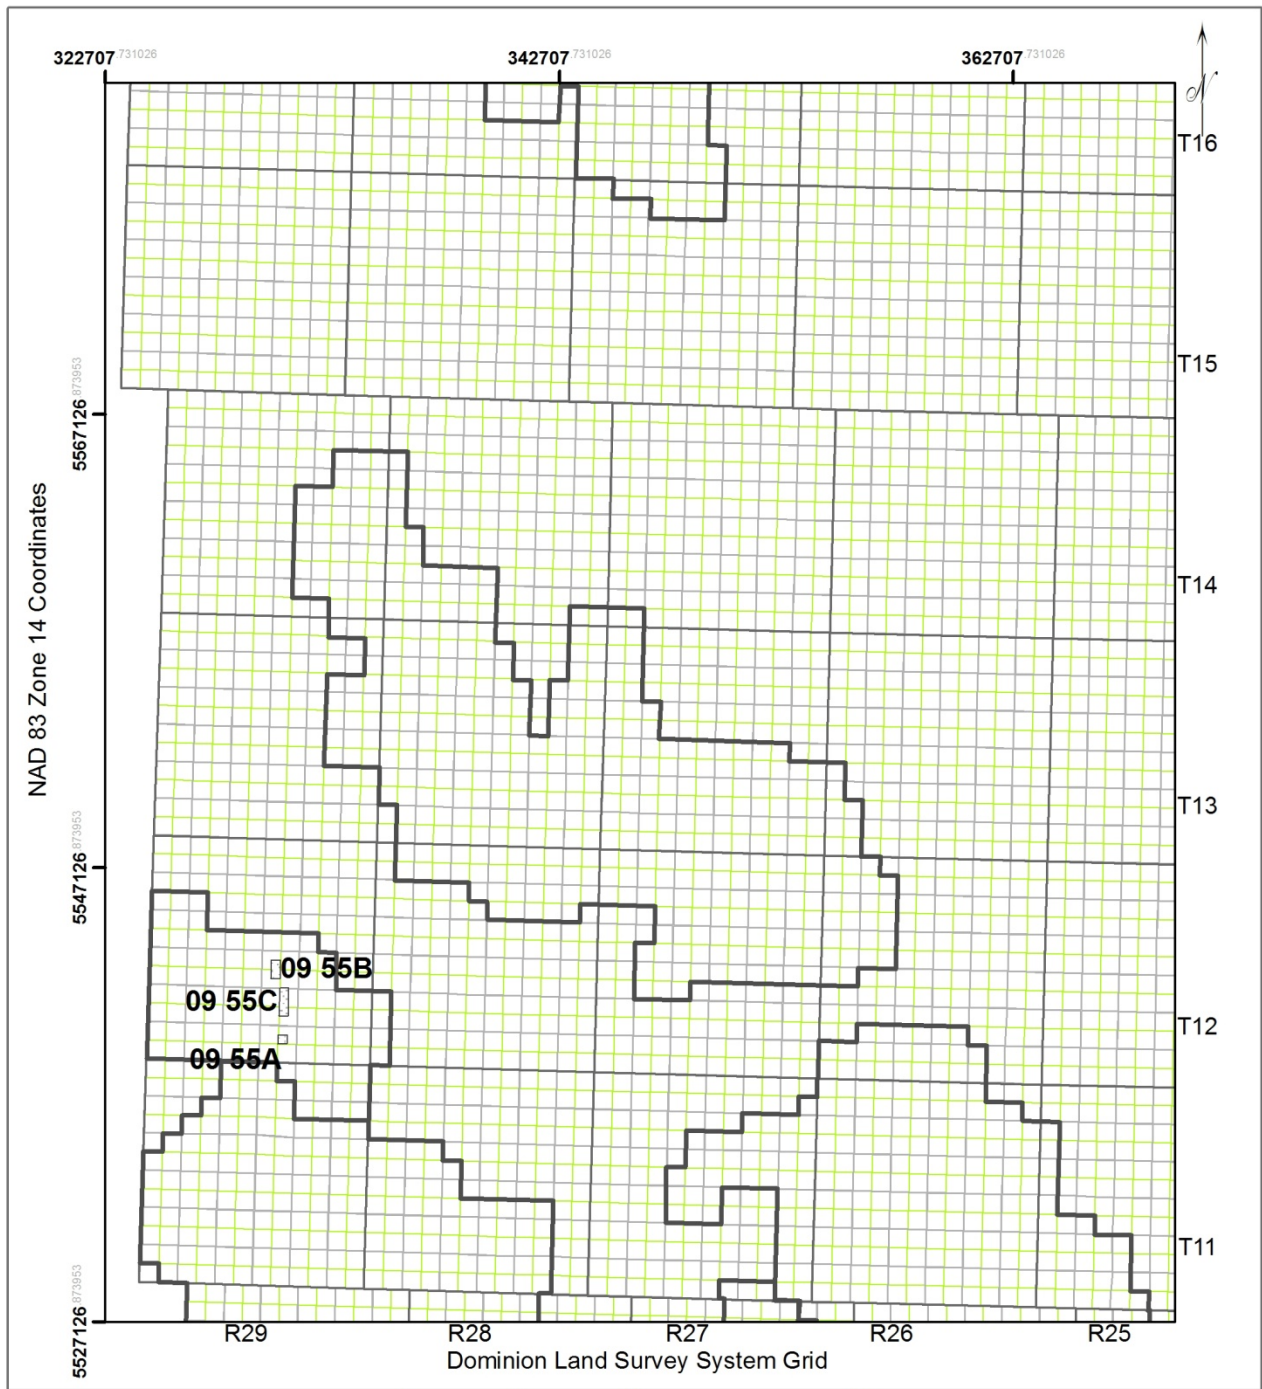 322707.731026
342707.731026
362707.731026
N
T16
T15
5567126.873953
T14
NAD 83 Zone 14 Coordinates
T13
5547126.873953
09 55B
09 55C
T12
09 55A
T11
5527126.873953
R29
R28
R27
R26
R25
Dominion Land Survey System Grid